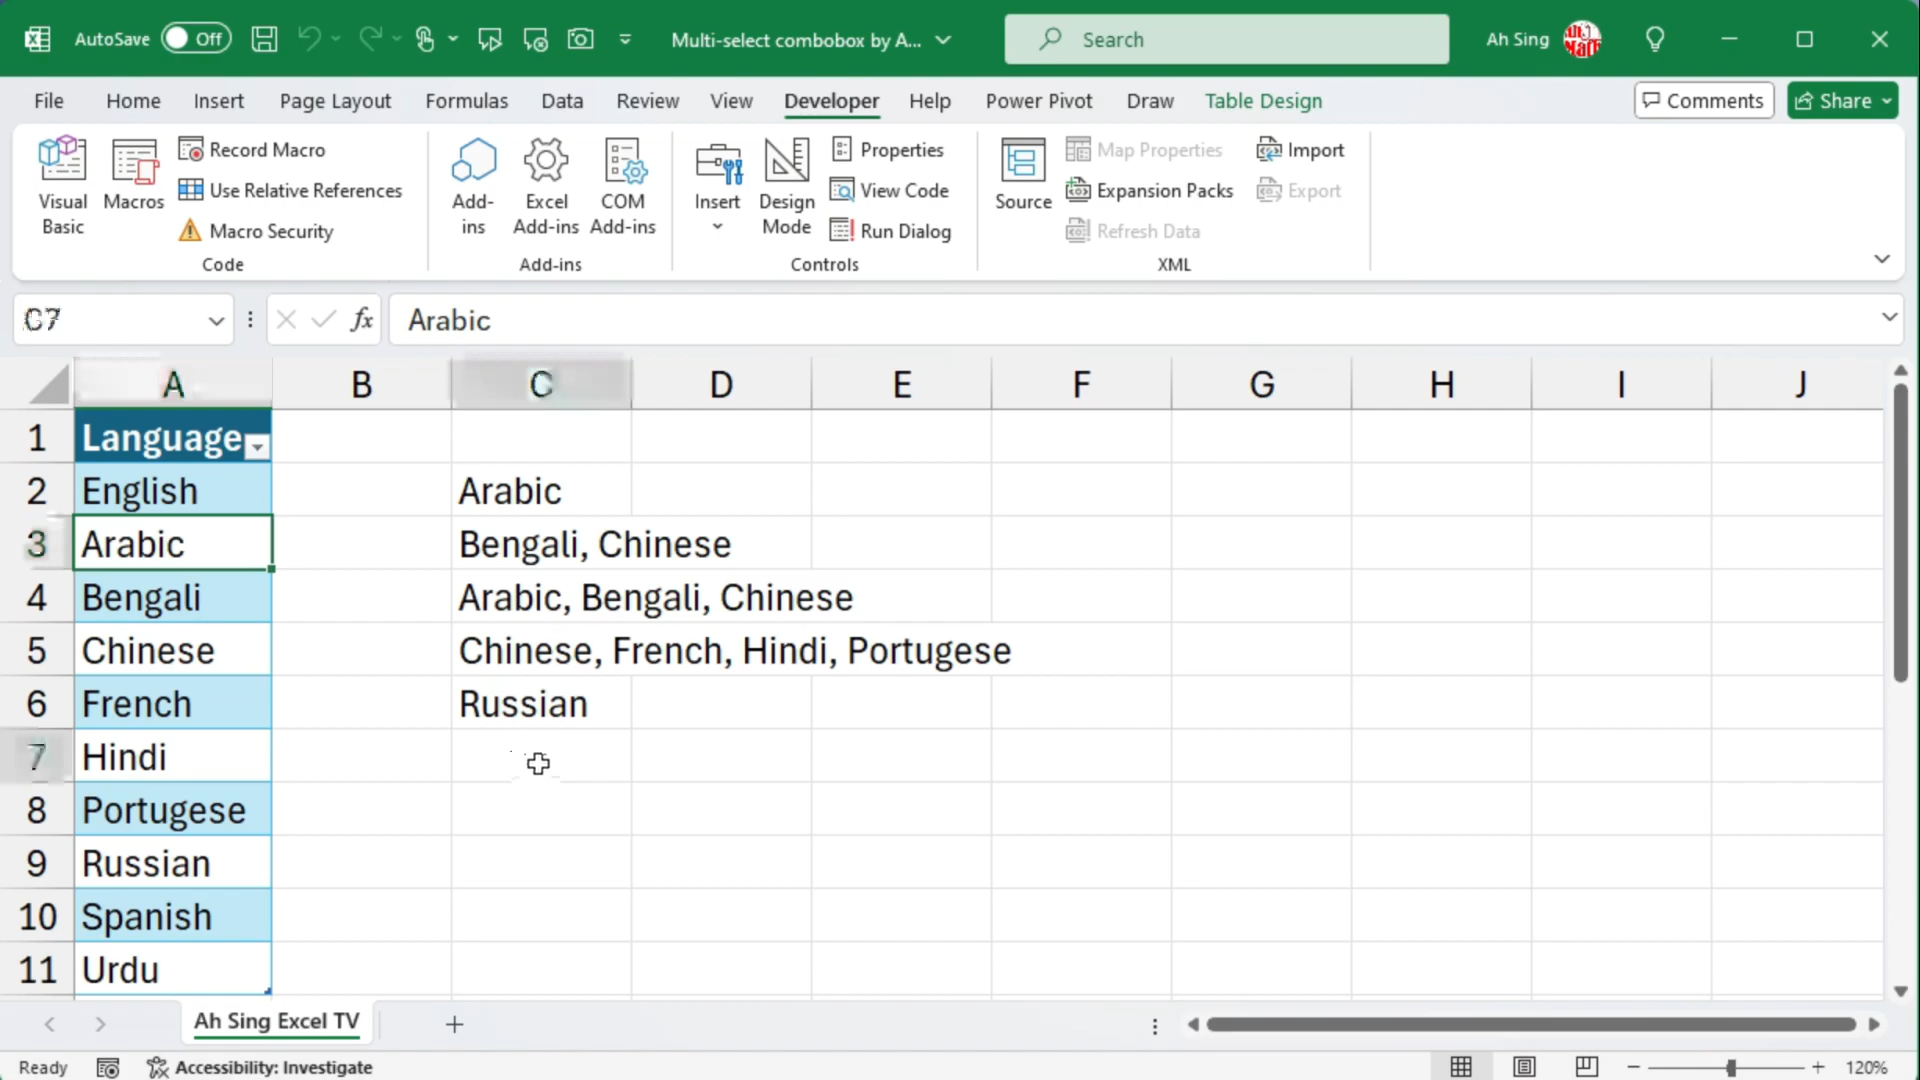 AutoSave Off Multi-select combobox by A... Search Ah Sing
File Home Insert Page Layout Formulas Data Review View Developer Help Power Pivot Draw Table Design Comments Share
Visual Basic
Macros
Record Macro
Use Relative References
Macro Security
Code
Add-ins
Excel Add-ins
COM Add-ins
Add-ins
Insert
Design Mode
Properties
View Code
Run Dialog
Controls
Source
Map Properties
Expansion Packs
Refresh Data
Import
Export
XML
C7 fx Arabic
A B C D E F G H I J
1 Language
2 English Arabic
3 Arabic Bengali, Chinese
4 Bengali Arabic, Bengali, Chinese
5 Chinese Chinese, French, Hindi, Portugese
6 French Russian
7 Hindi
8 Portugese
9 Russian
10 Spanish
11 Urdu
Ah Sing Excel TV
Ready Accessibility: Investigate 120%